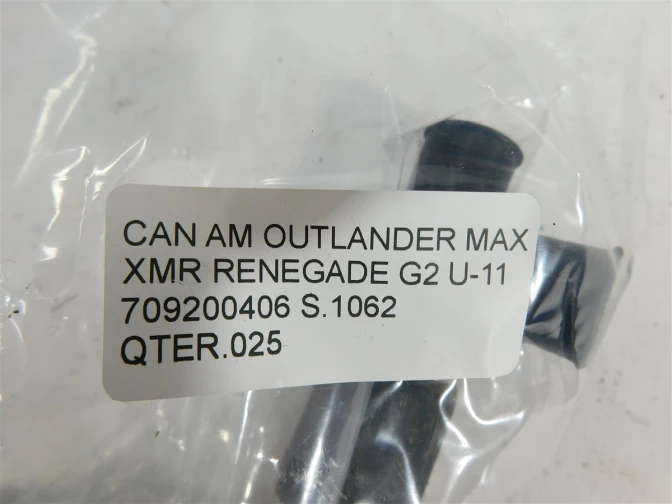 CAN AM OUTLANDER MAX
XMR RENEGADE G2 U-11
709200406 S.1062
QTER.025